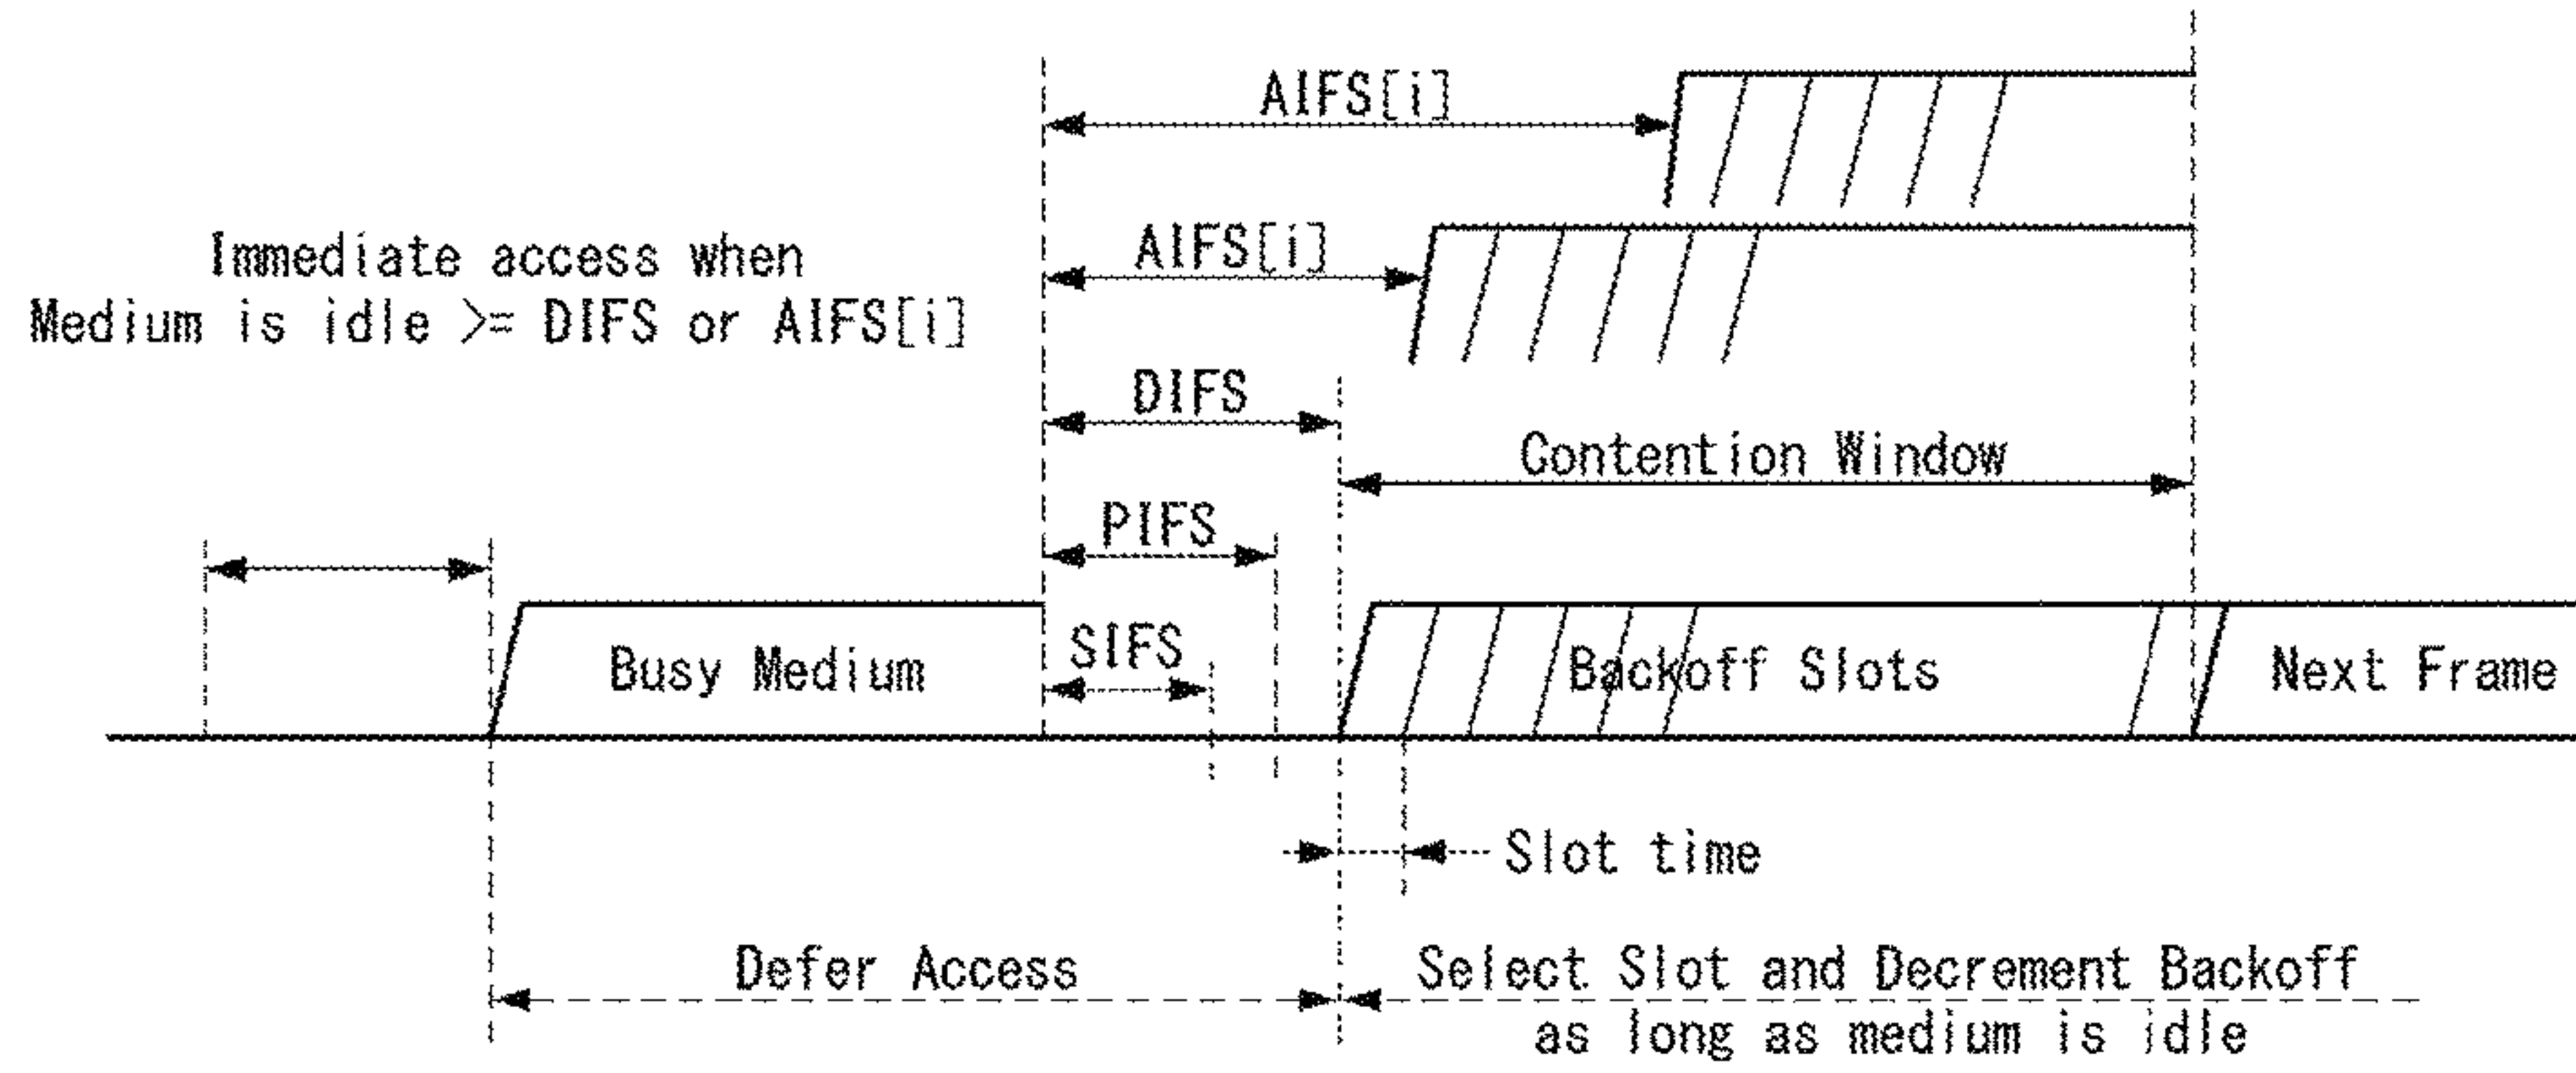 AIFS[i]
AIFS[i]
Immediate access when
Medium is idle >= DIFS or AIFS[i]
DIFS
Contention Window
PIFS
SIFS
Busy Medium
Backoff Slots
Next Frame
Slot time
Defer Access
Select Slot and Decrement Backoff
as long as medium is idle